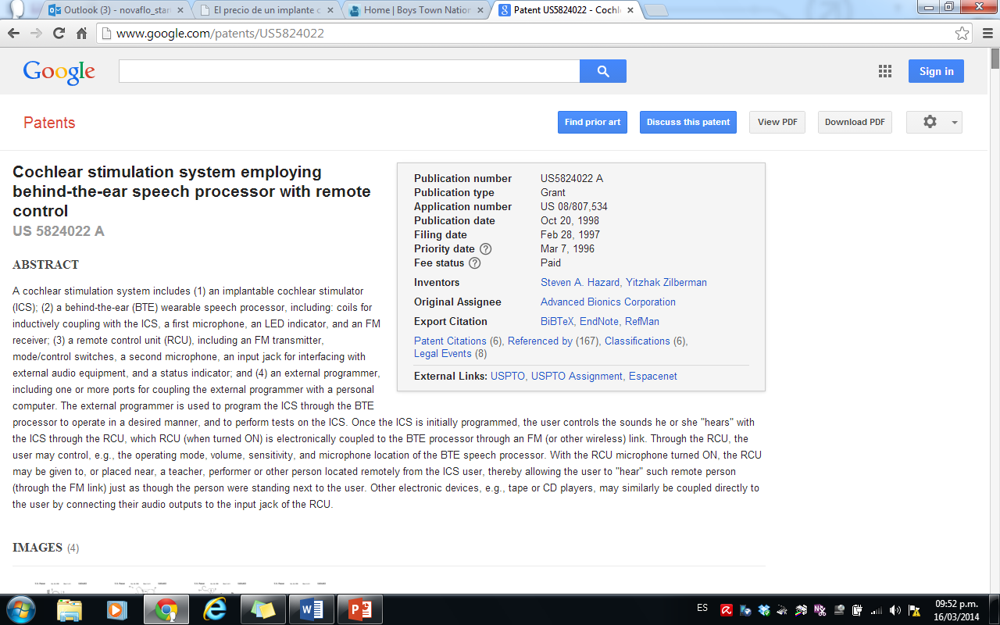 Outlook (3) - novaflo_star
El precio de un implante c
Home | Boys Town Nation
Patent US5824022 - Cochl
www.google.com/patents/US5824022
Google
Sign in
Patents
Find prior art
Discuss this patent
View PDF
Download PDF
Cochlear stimulation system employing
behind-the-ear speech processor with remote
control
US 5824022 A
ABSTRACT
A cochlear stimulation system includes (1) an implantable cochlear stimulator
(ICS); (2) a behind-the-ear (BTE) wearable speech processor, including: coils for
inductively coupling with the ICS, a first microphone, an LED indicator, and an FM
receiver; (3) a remote control unit (RCU), including an FM transmitter,
mode/control switches, a second microphone, an input jack for interfacing with
external audio equipment, and a status indicator; and (4) an external programmer,
including one or more ports for coupling the external programmer with a personal
computer. The external programmer is used to program the ICS through the BTE
processor to operate in a desired manner, and to perform tests on the ICS. Once the ICS is initially programmed, the user controls the sounds he or she "hears" with
the ICS through the RCU, which RCU (when turned ON) is electronically coupled to the BTE processor through an FM (or other wireless) link. Through the RCU, the
user may control, e.g., the operating mode, volume, sensitivity, and microphone location of the BTE speech processor. With the RCU microphone turned ON, the RCU
may be given to, or placed near, a teacher, performer or other person located remotely from the ICS user, thereby allowing the user to "hear" such remote person
(through the FM link) just as though the person were standing next to the user. Other electronic devices, e.g., tape or CD players, may similarly be coupled directly to
the user by connecting their audio outputs to the input jack of the RCU.
Publication number US5824022 A
Publication type Grant
Application number US 08/807,534
Publication date Oct 20, 1998
Filing date Feb 28, 1997
Priority date ? Mar 7, 1996
Fee status ? Paid
Inventors Steven A. Hazard, Yitzhak Zilberman
Original Assignee Advanced Bionics Corporation
Export Citation BiBTeX, EndNote, RefMan
Patent Citations (6), Referenced by (167), Classifications (6),
Legal Events (8)
External Links: USPTO, USPTO Assignment, Espacenet
IMAGES (4)
ES
09:52 p.m.
16/03/2014